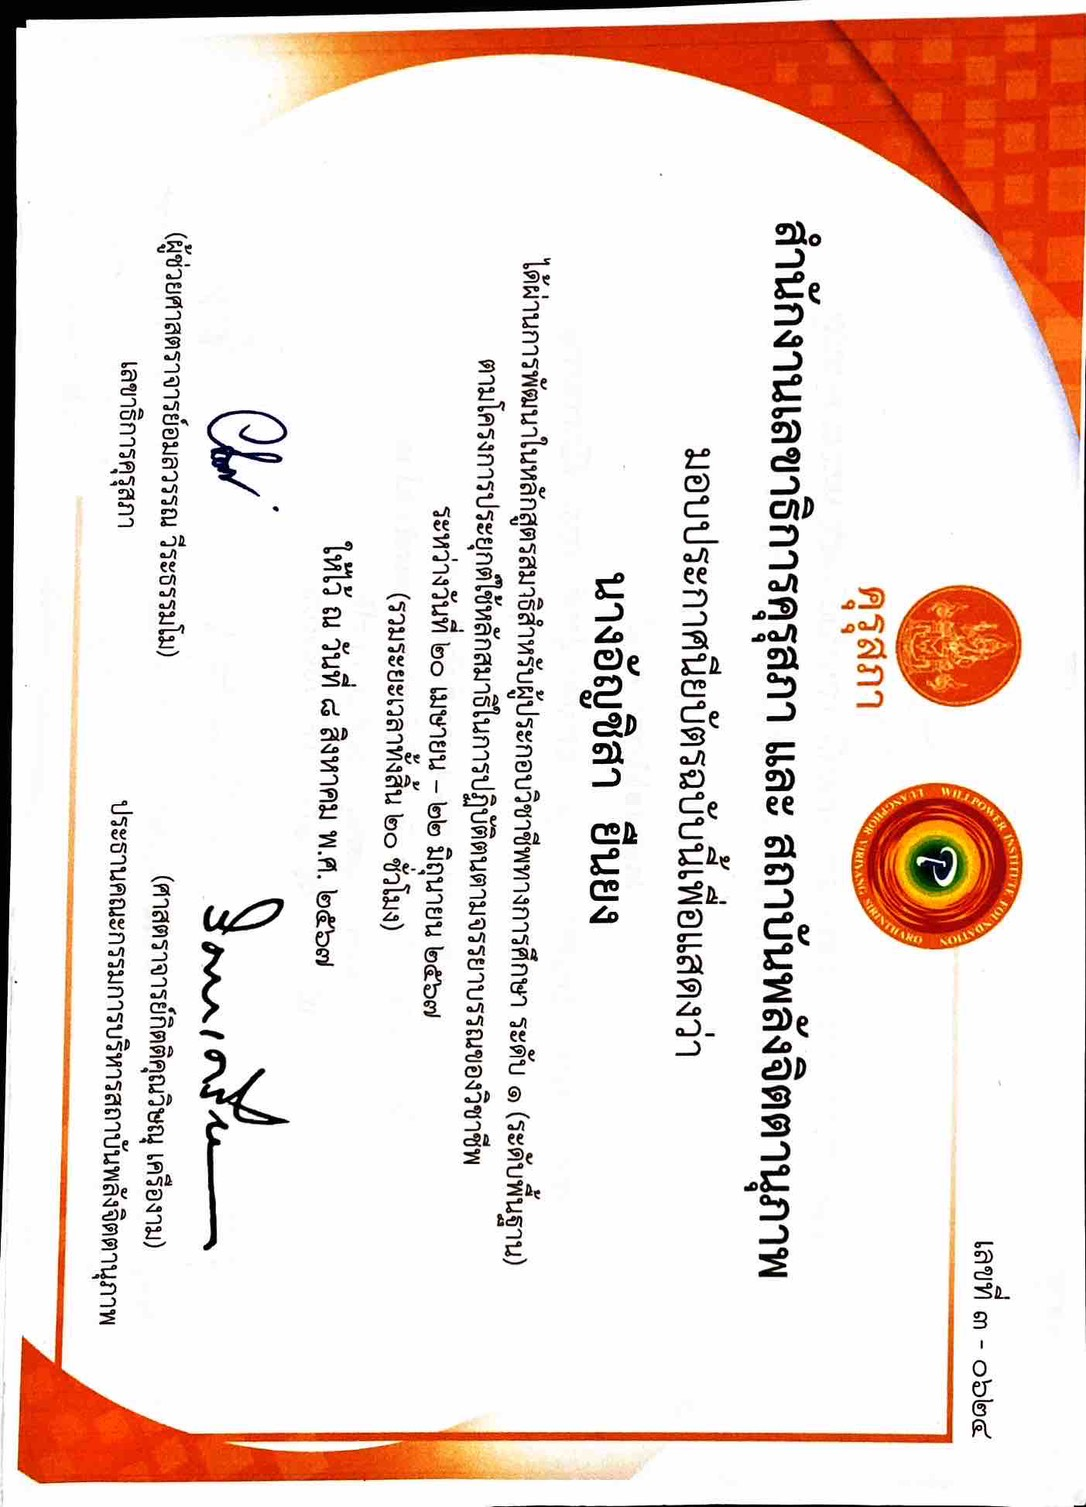 เลขที่ ๓ - ๐๖๒๔
คุรุสภา
WILLPOWER INSTITUTE FOUNDATION
LUANGPHOR VIRIYANG SIRINTHARO
สำนักงานเลขาธิการคุรุสภา และ สถาบันพลังจิตตานุภาพ
มอบประกาศนียบัตรฉบับนี้เพื่อแสดงว่า
นางอัญชิสา ยืนยง
ได้ผ่านการพัฒนาในหลักสูตรสมาธิสำหรับผู้ประกอบวิชาชีพทางการศึกษา ระดับ ๑ (ระดับพื้นฐาน)
ตามโครงการประยุกต์ใช้หลักสมาธิในการปฏิบัติตนตามจรรยาบรรณของวิชาชีพ
ระหว่างวันที่ ๒๐ เมษายน – ๒๒ มิถุนายน ๒๕๖๗
(รวมระยะเวลาทั้งสิ้น ๒๐ ชั่วโมง)
ให้ไว้ ณ วันที่ ๘ สิงหาคม พ.ศ. ๒๕๖๗
(ผู้ช่วยศาสตราจารย์อมลวรรณ วีระธรรมโม)
เลขาธิการคุรุสภา
(ศาสตราจารย์กิตติคุณวิษณุ เครืองาม)
ประธานคณะกรรมการบริหารสถาบันพลังจิตตานุภาพ